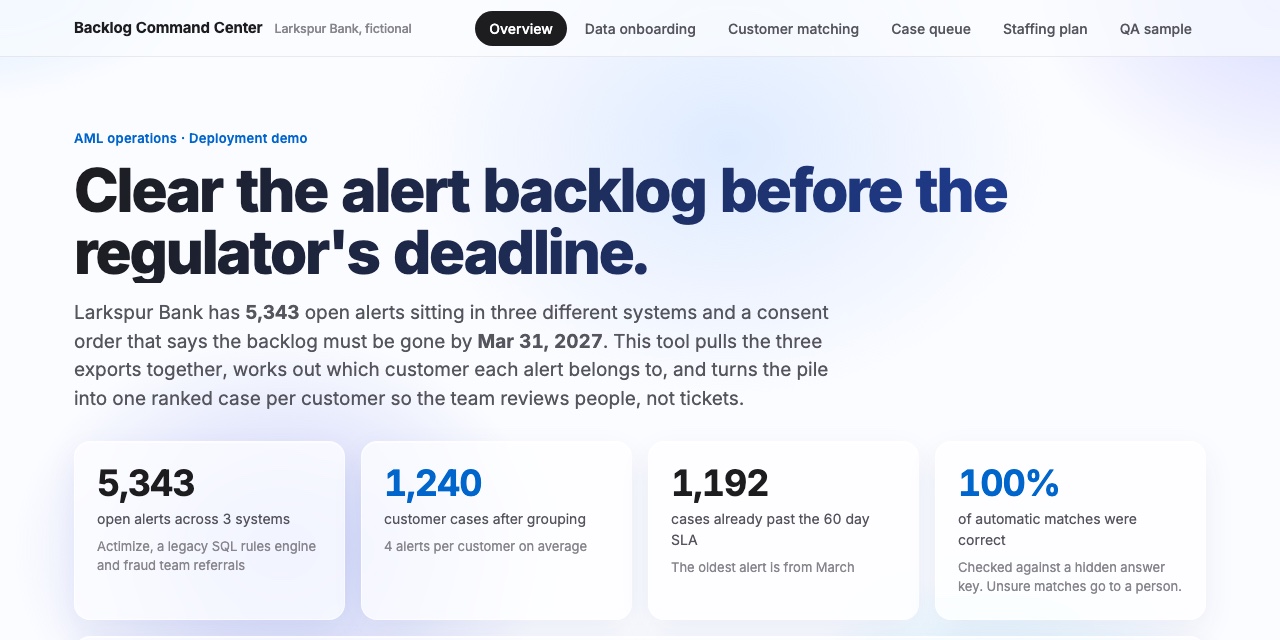 Backlog Command Center Larkspur Bank, fictional Overview Data onboarding Customer matching Case queue Staffing plan QA sample
AML operations · Deployment demo
Clear the alert backlog before the
regulator's deadline.
Larkspur Bank has 5,343 open alerts sitting in three different systems and a consent
order that says the backlog must be gone by Mar 31, 2027. This tool pulls the three
exports together, works out which customer each alert belongs to, and turns the pile
into one ranked case per customer so the team reviews people, not tickets.
5,343
open alerts across 3 systems
Actimize, a legacy SQL rules engine
and fraud team referrals
1,240
customer cases after grouping
4 alerts per customer on average
1,192
cases already past the 60 day
SLA
The oldest alert is from March
100%
of automatic matches were
correct
Checked against a hidden answer
key. Unsure matches go to a person.